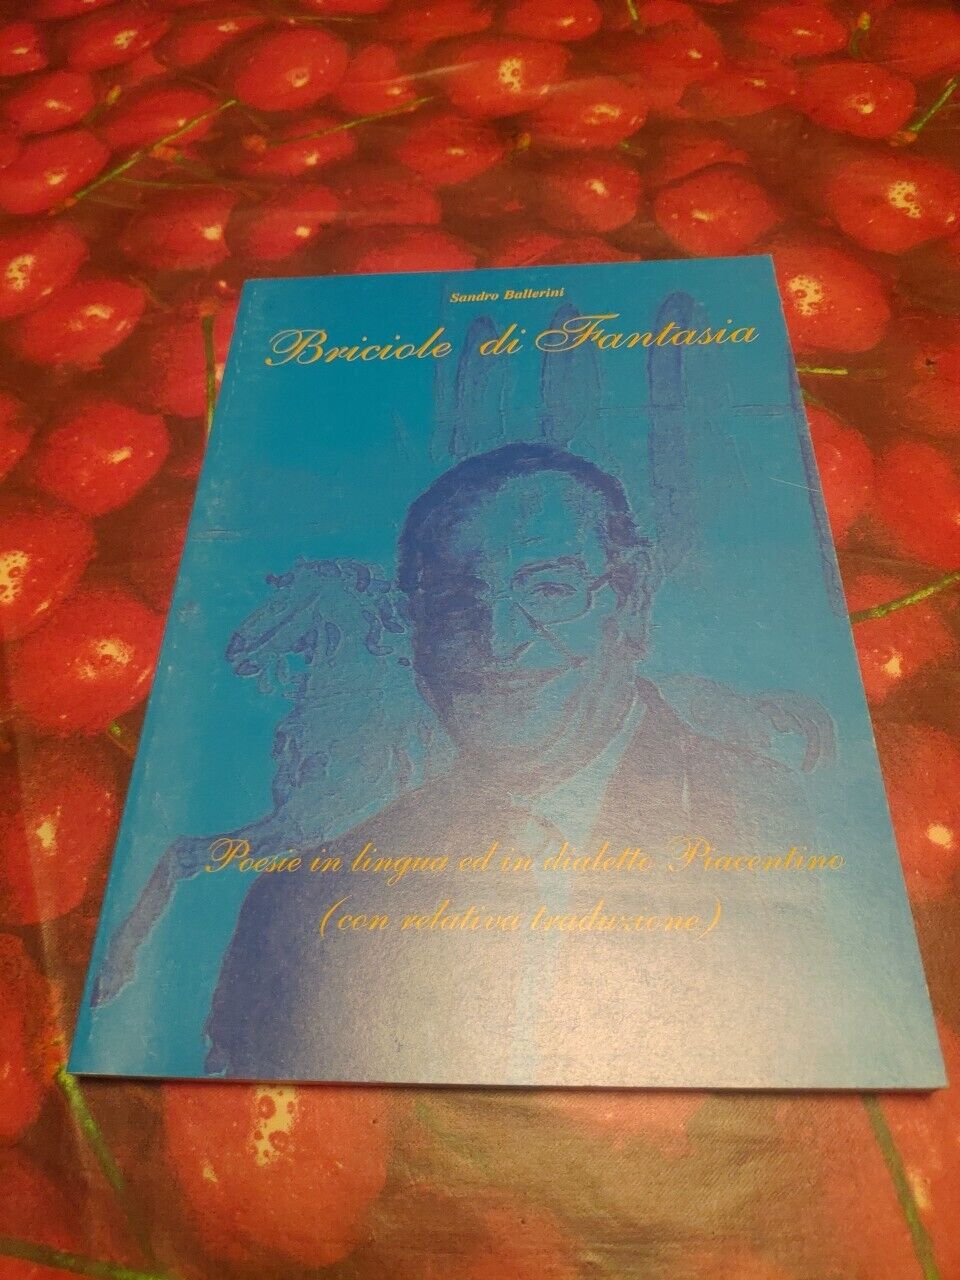 Sandro Ballerini
Briciole di Fantasia
Poesie in lingua ed in dialetto Piacentino
(con relativa traduzione)